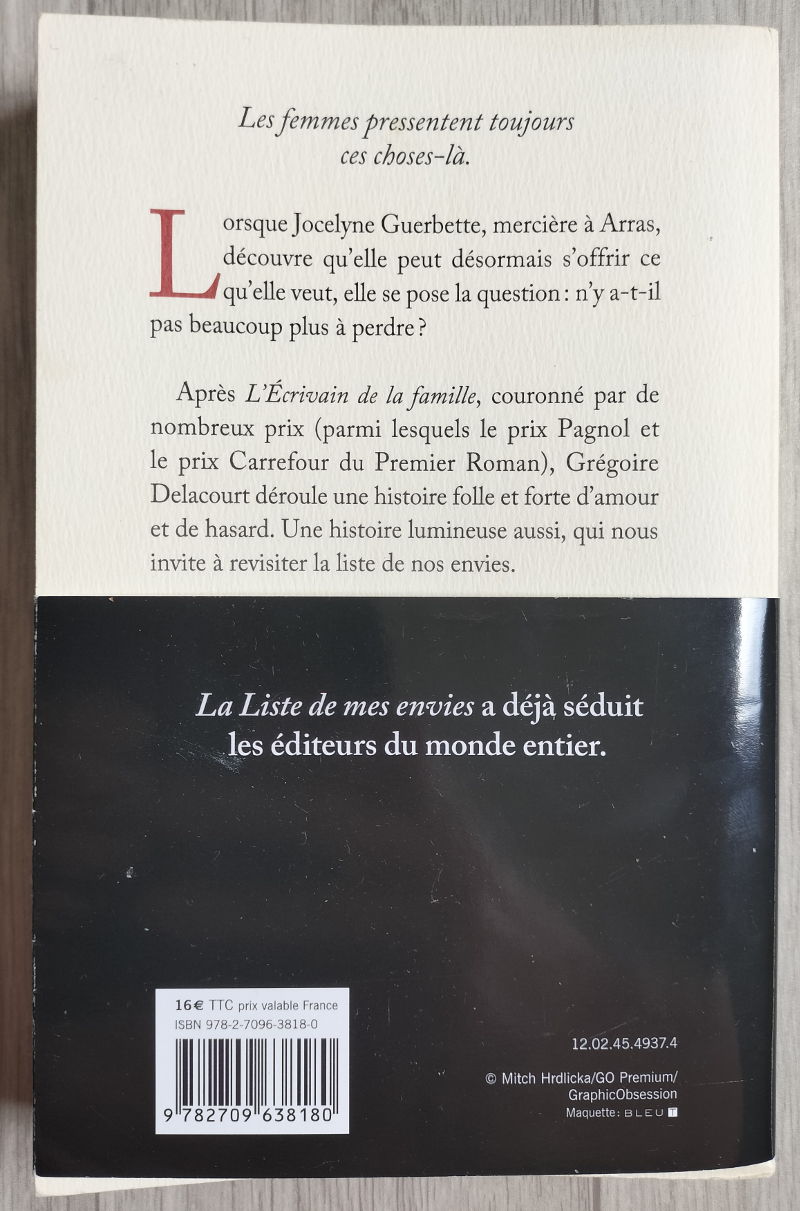 Les femmes pressentent toujours
ces choses-là.
Lorsque Jocelyne Guerbette, mercière à Arras,
découvre qu'elle peut désormais s'offrir ce
qu'elle veut, elle se pose la question : n'y a-t-il
pas beaucoup plus à perdre ?
Après L'Écrivain de la famille, couronné par de
nombreux prix (parmi lesquels le prix Pagnol et
le prix Carrefour du Premier Roman), Grégoire
Delacourt déroule une histoire folle et forte d'amour
et de hasard. Une histoire lumineuse aussi, qui nous
invite à revisiter la liste de nos envies.
La Liste de mes envies a déjà séduit
les éditeurs du monde entier.
16€ TTC prix valable France
ISBN 978-2-7096-3818-0
9 782709 638180
12.02.45.4937.4
© Mitch Hrdlicka/GO Premium/
GraphicObsession
Maquette : BLEU T